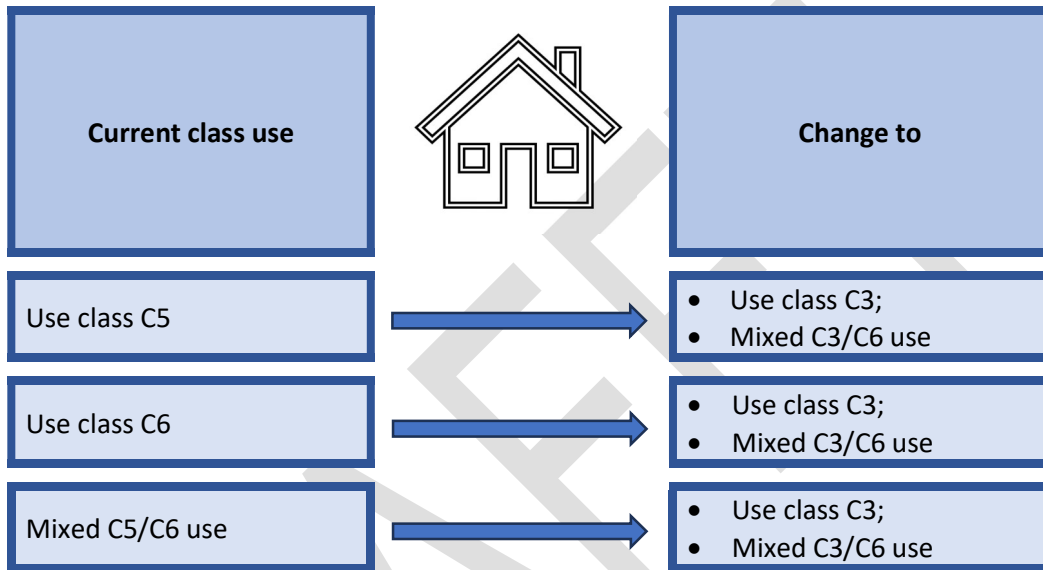 Current class use
Change to
Use class C5
• Use class C3;
• Mixed C3/C6 use
Use class C6
• Use class C3;
• Mixed C3/C6 use
Mixed C5/C6 use
• Use class C3;
• Mixed C3/C6 use